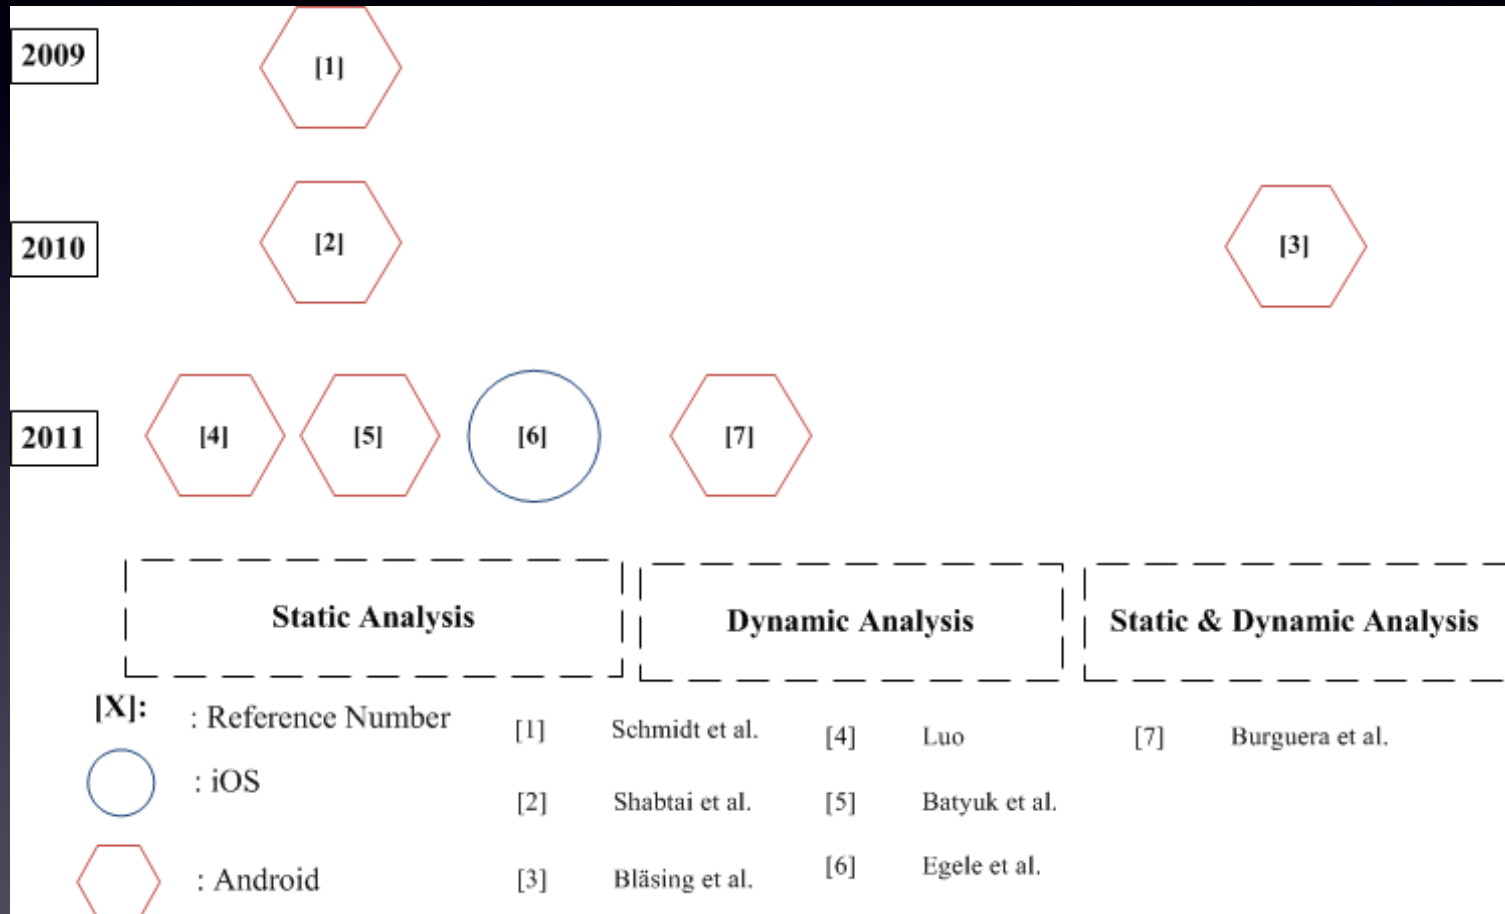 2009
[1]
2010
[2]
[3]
2011
[4]
[5]
[6]
[7]
Static Analysis
Dynamic Analysis
Static & Dynamic Analysis
[X]: : Reference Number
: iOS
: Android
[1] Schmidt et al.
[2] Shabtai et al.
[3] Bläsing et al.
[4] Luo
[5] Batyuk et al.
[6] Egele et al.
[7] Burguera et al.